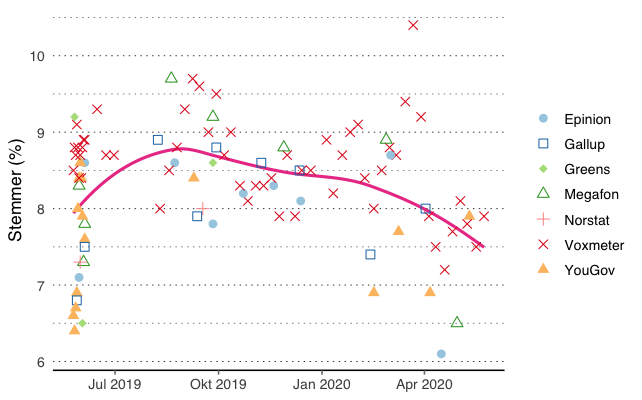 Stemmer (%)
10
9
8
7
6
Jul 2019
Okt 2019
Jan 2020
Apr 2020
Epinion
Gallup
Greens
Megafon
Norstat
Voxmeter
YouGov